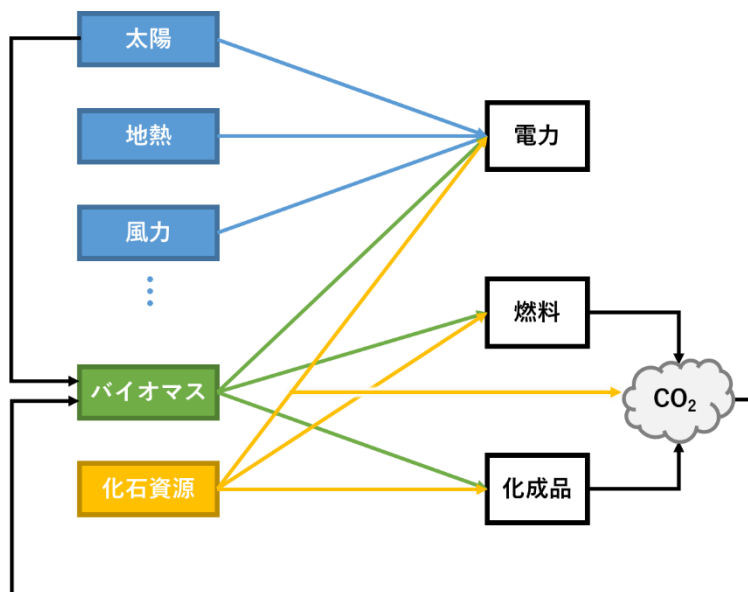 太陽
地熱
電力
風力
燃料
バイオマス
CO₂
化石資源
化成品